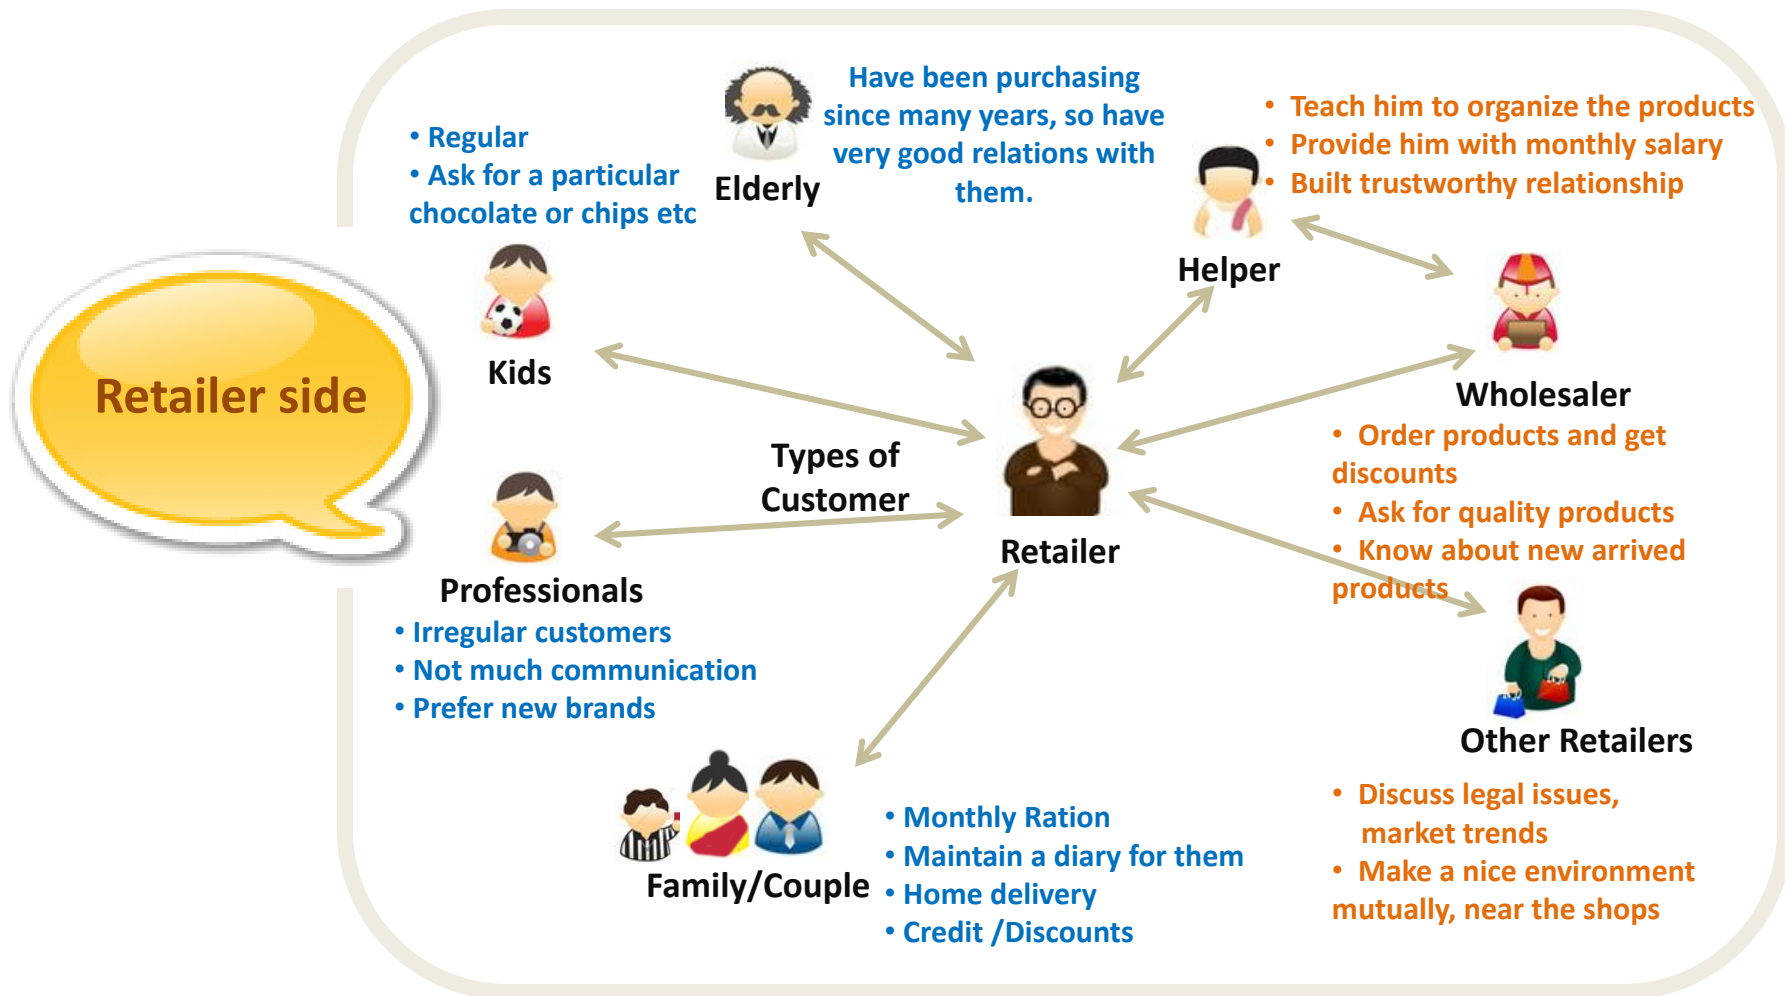 Retailer side
• Regular
• Ask for a particular
chocolate or chips etc
Kids
Elderly
Have been purchasing
since many years, so have
very good relations with
them.
• Teach him to organize the products
• Provide him with monthly salary
• Built trustworthy relationship
Helper
Wholesaler
• Order products and get
discounts
• Ask for quality products
• Know about new arrived
products
Types of
Customer
Retailer
Professionals
• Irregular customers
• Not much communication
• Prefer new brands
Family/Couple
• Monthly Ration
• Maintain a diary for them
• Home delivery
• Credit /Discounts
Other Retailers
• Discuss legal issues,
market trends
• Make a nice environment
mutually, near the shops